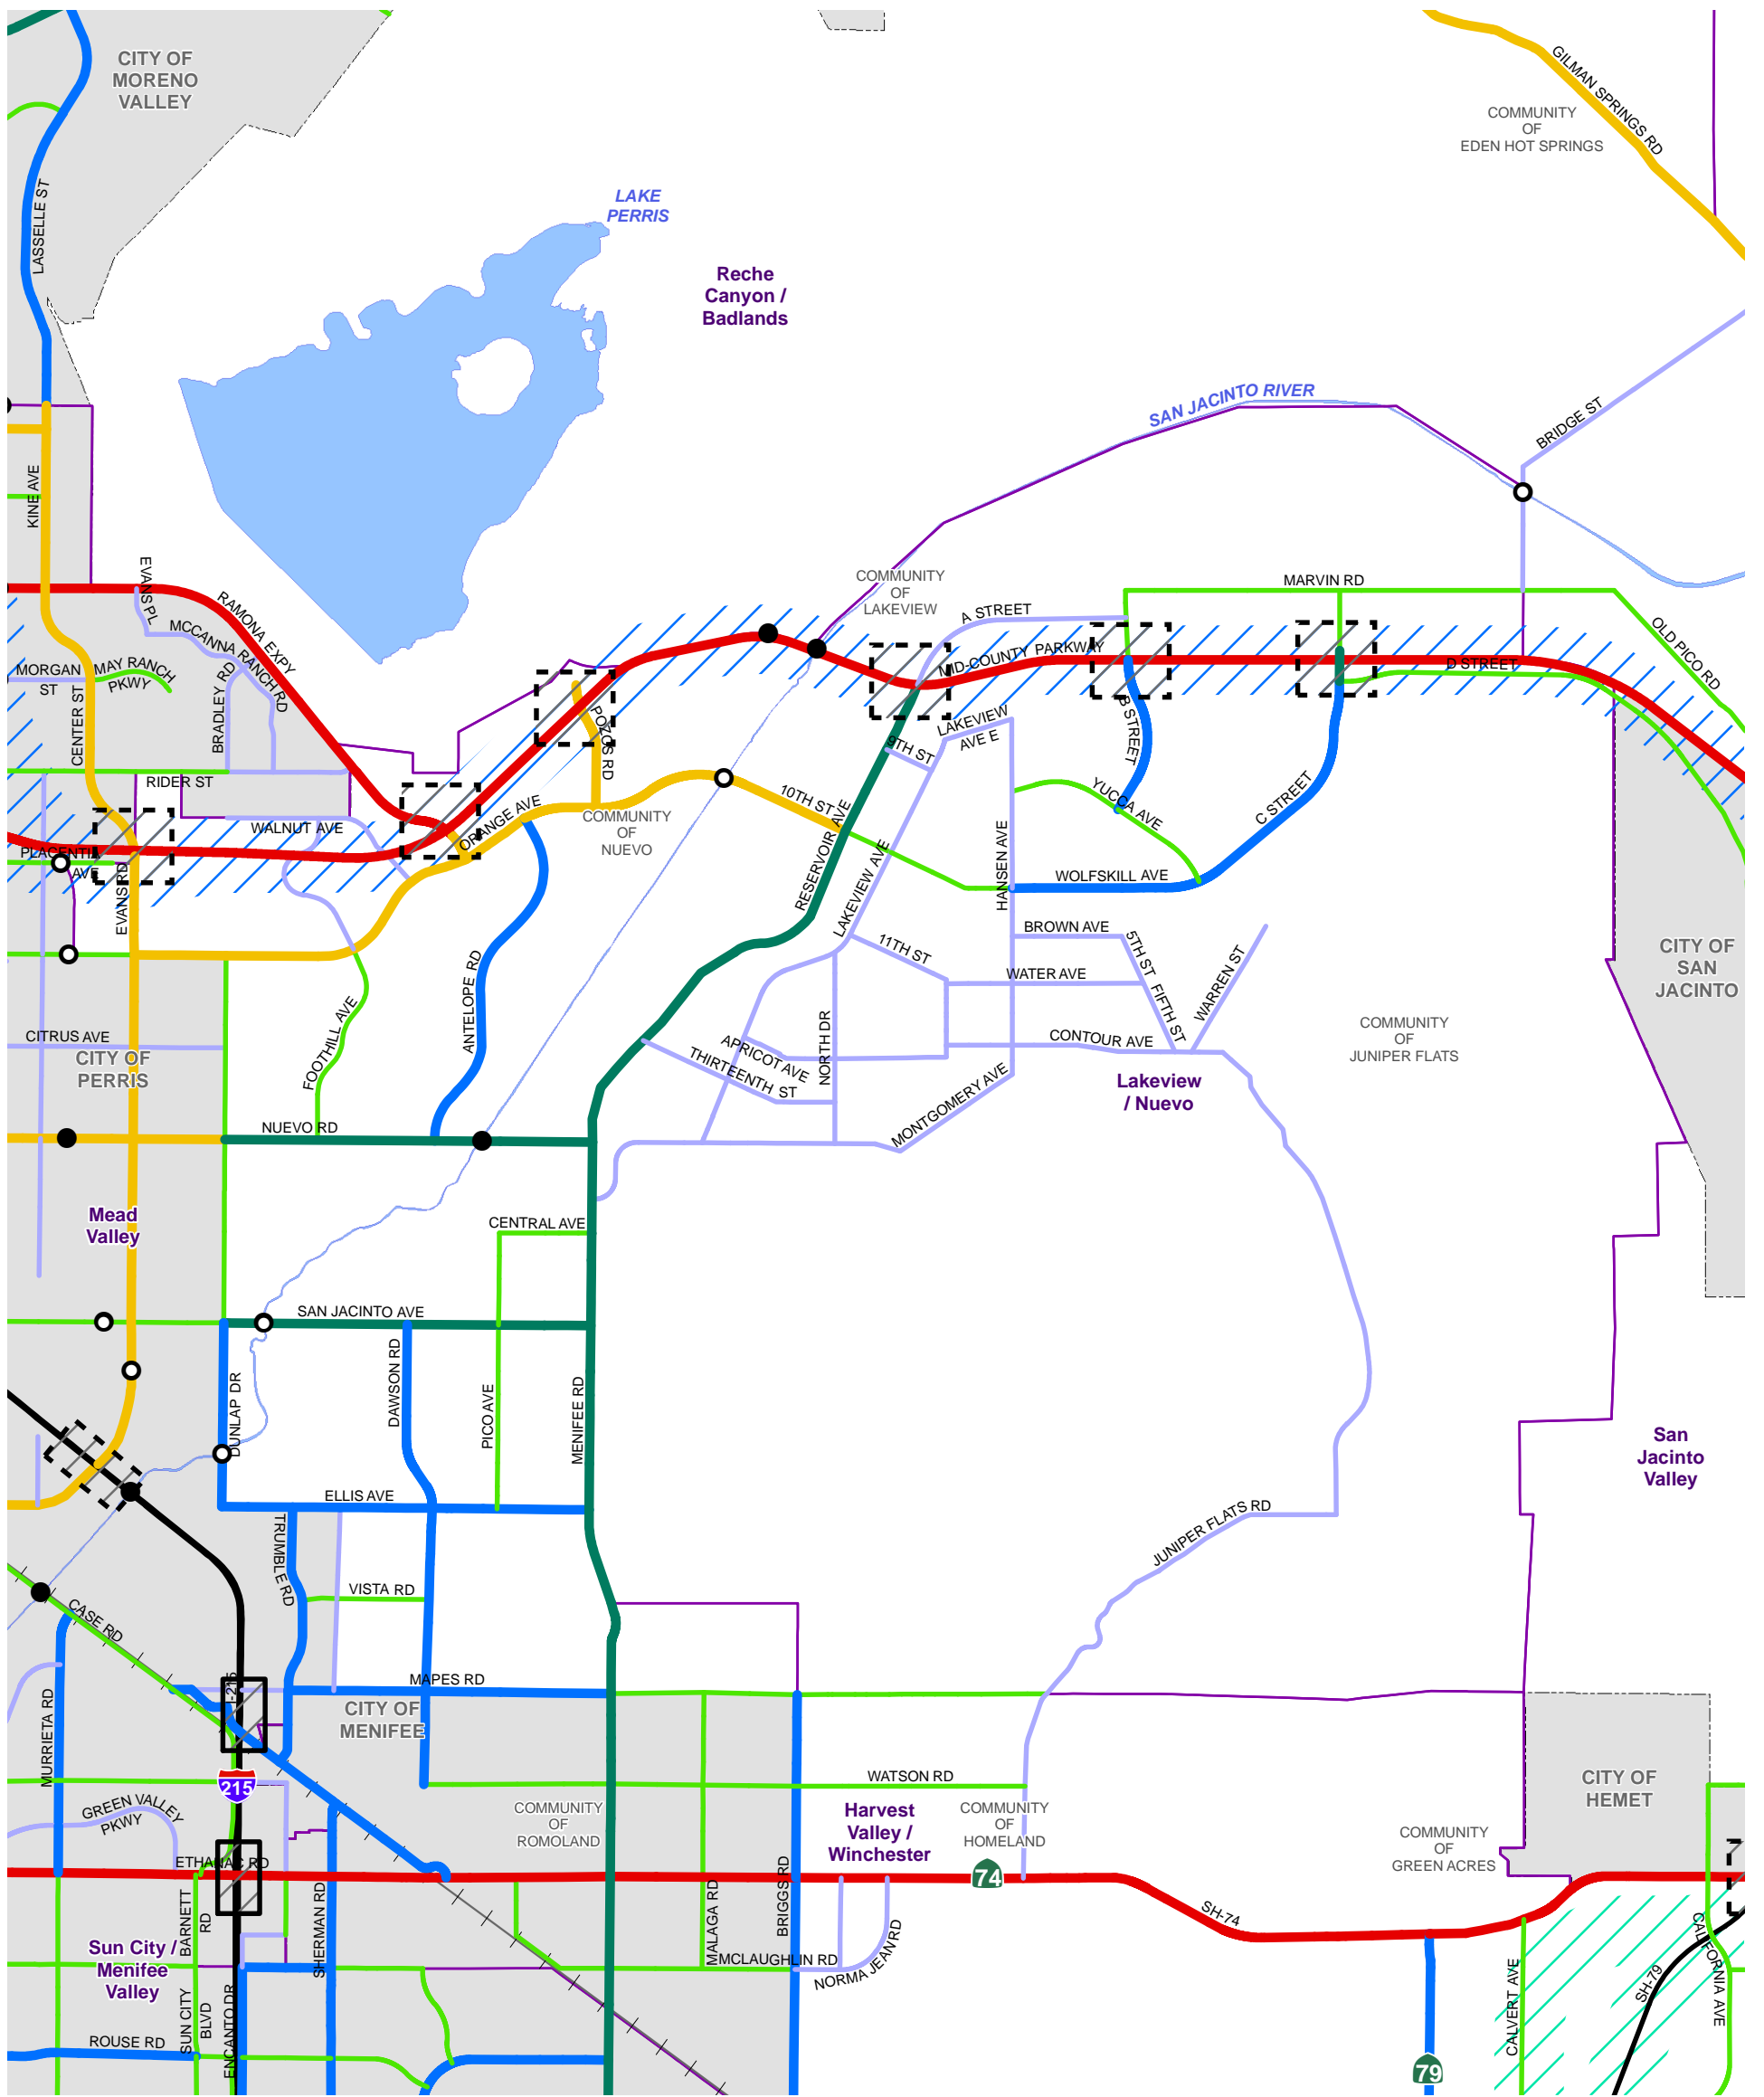 CITY OF
MORENO
VALLEY
GILMAN SPRINGS RD
COMMUNITY
OF
EDEN HOT SPRINGS
LASSELLE ST
LAKE
PERRIS
Reche
Canyon /
Badlands
SAN JACINTO RIVER
BRIDGE ST
KINE AVE
EVANS PL
RAMONA EXPY
MCCANNA RANCH RD
COMMUNITY
OF
LAKEVIEW
A STREET
MARVIN RD
OLD PICO RD
MORGAN
ST
MAY RANCH
PKWY
CENTER ST
BRADLEY RD
MID-COUNTY PARKWAY
D STREET
POZOS RD
LAKEVIEW
AVE E
9TH ST
B STREET
C STREET
RIDER ST
WALNUT AVE
ORANGE AVE
COMMUNITY
OF
NUEVO
10TH ST
YUCCA AVE
PLACENTIA
AVE
EVANS RD
RESERVOIR AVE
LAKEVIEW AVE
HANSEN AVE
WOLFSKILL AVE
BROWN AVE
11TH ST
5TH ST
FIFTH ST
WARREN ST
WATER AVE
CITY OF
SAN
JACINTO
ANTELOPE RD
FOOTHILL AVE
CITRUS AVE
CITY OF
PERRIS
APRICOT AVE
THIRTEENTH ST
NORTH DR
CONTOUR AVE
COMMUNITY
OF
JUNIPER FLATS
MONTGOMERY AVE
Lakeview
/ Nuevo
NUEVO RD
Mead
Valley
CENTRAL AVE
SAN JACINTO AVE
DUNLAP DR
DAWSON RD
PICO AVE
MENIFEE RD
San
Jacinto
Valley
ELLIS AVE
TRUMBLE RD
JUNIPER FLATS RD
VISTA RD
CASE RD
MURRIETA RD
I-215
MAPES RD
CITY OF
MENIFEE
215
WATSON RD
GREEN VALLEY
PKWY
COMMUNITY
OF
ROMOLAND
Harvest
Valley /
Winchester
COMMUNITY
OF
HOMELAND
CITY OF
HEMET
COMMUNITY
OF
GREEN ACRES
ETHANAC RD
74
SH-74
BARNETT
RD
SHERMAN RD
MALAGA RD
BRIGGS RD
MCLAUGHLIN RD
NORMA JEAN RD
Sun City /
Menifee
Valley
SUN CITY
BLVD
ENCANTO DR
ROUSE RD
CALVERT AVE
SH-79
CALIFORNIA AVE
79